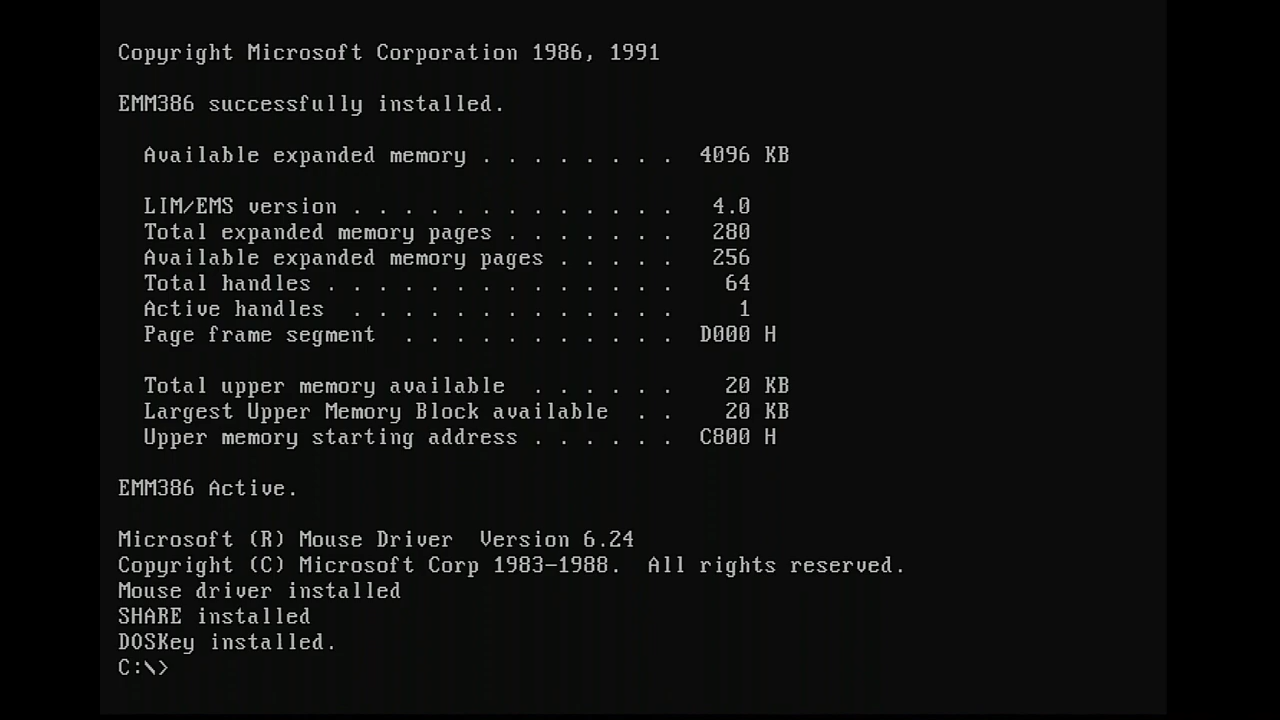 Copyright Microsoft Corporation 1986, 1991
EMM386 successfully installed.
Available expanded memory . . . . . . . . 4096 KB
LIM/EMS version . . . . . . . . . . . . . 4.0
Total expanded memory pages . . . . . . . 280
Available expanded memory pages . . . . . 256
Total handles . . . . . . . . . . . . . . 64
Active handles . . . . . . . . . . . . . 1
Page frame segment . . . . . . . . . . . D000 H
Total upper memory available . . . . . . 20 KB
Largest Upper Memory Block available . . 20 KB
Upper memory starting address . . . . . . C800 H
EMM386 Active.
Microsoft (R) Mouse Driver Version 6.24
Copyright (C) Microsoft Corp 1983-1988. All rights reserved.
Mouse driver installed
SHARE installed
DOSKey installed.
C:\>